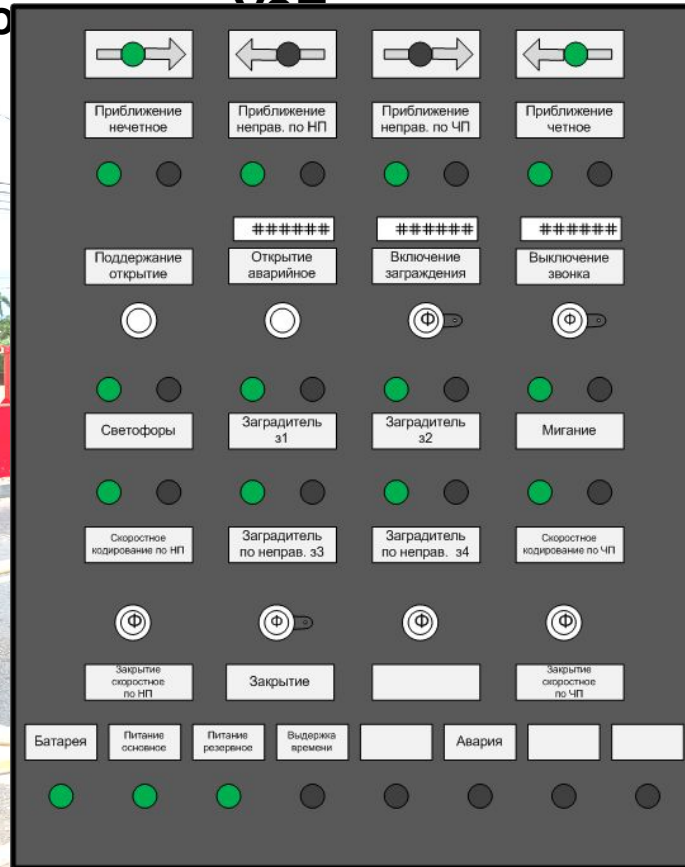 Приближение нечетное
Приближение неправ. по НП
Приближение неправ. по ЧП
Приближение четное
######
######
######
Поддержание открытие
Открытие аварийное
Включение заграждения
Выключение звонка
Ф
Ф
Светофоры
Заградитель з1
Заградитель з2
Мигание
Скоростное кодирование по НП
Заградитель по неправ. з3
Заградитель по неправ. з4
Скоростное кодирование по ЧП
Ф
Ф
Ф
Ф
Закрытие скоростное по НП
Закрытие
Закрытие скоростное по ЧП
Батарея
Питание основное
Питание резервное
Выдержка времени
Авария